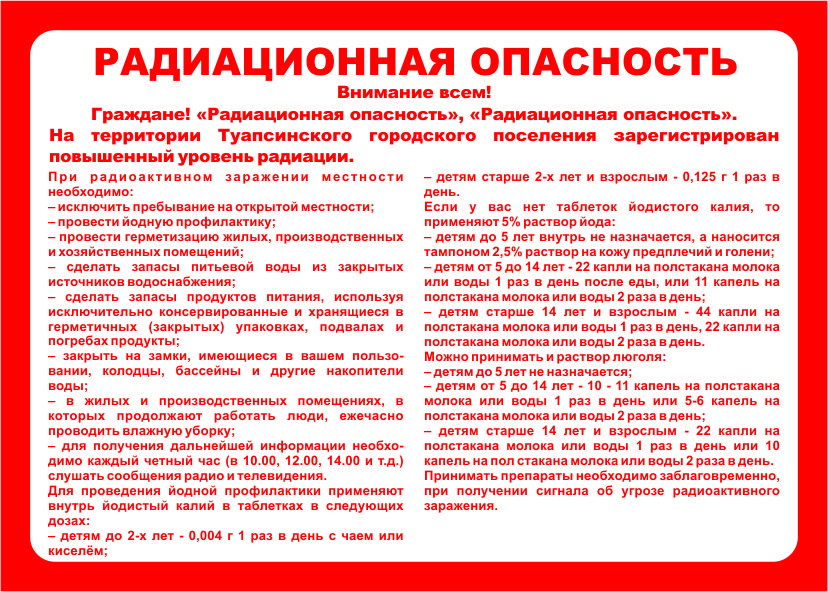 РАДИАЦИОННАЯ ОПАСНОСТЬ
Внимание всем!
Граждане! «Радиационная опасность», «Радиационная опасность».
На территории Туапсинского городского поселения зарегистрирован
повышенный уровень радиации.
При радиоактивном заражении местности
необходимо:
– исключить пребывание на открытой местности;
– провести йодную профилактику;
– провести герметизацию жилых, производственных
и хозяйственных помещений;
– сделать запасы питьевой воды из закрытых
источников водоснабжения;
– сделать запасы продуктов питания, используя
исключительно консервированные и хранящиеся в
герметичных (закрытых) упаковках, подвалах и
погребах продукты;
– закрыть на замки, имеющиеся в вашем пользо-
вании, колодцы, бассейны и другие накопители
воды;
– в жилых и производственных помещениях, в
которых продолжают работать люди, ежечасно
проводить влажную уборку;
– для получения дальнейшей информации необхо-
димо каждый четный час (в 10.00, 12.00, 14.00 и т.д.)
слушать сообщения радио и телевидения.
Для проведения йодной профилактики применяют
внутрь йодистый калий в таблетках в следующих
дозах:
– детям до 2-х лет - 0,004 г 1 раз в день с чаем или
киселём;
– детям старше 2-х лет и взрослым - 0,125 г 1 раз в
день.
Если у вас нет таблеток йодистого калия, то
применяют 5% раствор йода:
– детям до 5 лет внутрь не назначается, а наносится
тампоном 2,5% раствор на кожу предплечий и голени;
– детям от 5 до 14 лет - 22 капли на полстакана молока
или воды 1 раз в день после еды, или 11 капель на
полстакана молока или воды 2 раза в день;
– детям старше 14 лет и взрослым - 44 капли на
полстакана молока или воды 1 раз в день, 22 капли на
полстакана молока или воды 2 раза в день.
Можно принимать и раствор люголя:
– детям до 5 лет не назначается;
– детям от 5 до 14 лет - 10 - 11 капель на полстакана
молока или воды 1 раз в день или 5-6 капель на
полстакана молока или воды 2 раза в день;
– детям старше 14 лет и взрослым - 22 капли на
полстакана молока или воды 1 раз в день или 10
капель на пол стакана молока или воды 2 раза в день.
Принимать препараты необходимо заблаговременно,
при получении сигнала об угрозе радиоактивного
заражения.